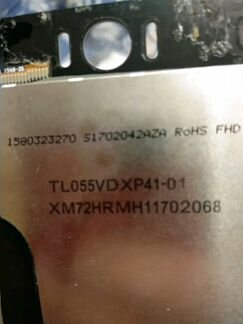 1580323270 S1702042AZA RoHS FHD
TL055VDXP41-01
XM72HRMH11702068